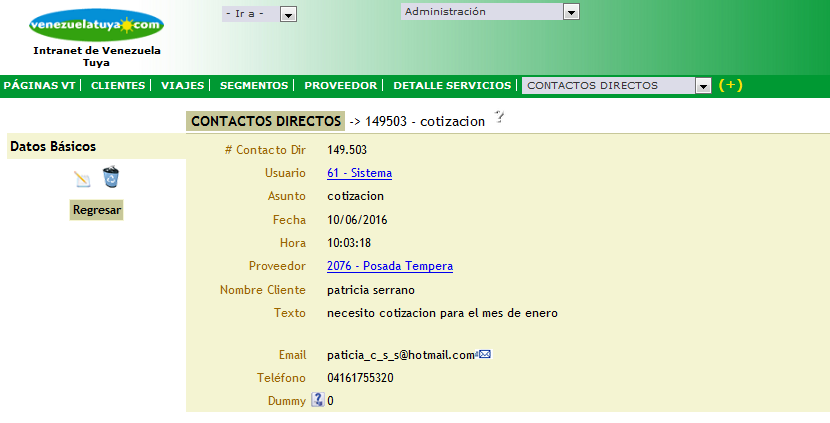 venezuelatuya.com
Intranet de Venezuela
Tuya
- Ir a -
Administración
PÁGINAS VT | CLIENTES | VIAJES | SEGMENTOS | PROVEEDOR | DETALLE SERVICIOS | CONTACTOS DIRECTOS (+)
CONTACTOS DIRECTOS -> 149503 - cotizacion ?
Datos Básicos
Regresar
# Contacto Dir 149.503
Usuario 61 - Sistema
Asunto cotizacion
Fecha 10/06/2016
Hora 10:03:18
Proveedor 2076 - Posada Tempera
Nombre Cliente patricia serrano
Texto necesito cotizacion para el mes de enero
Email paticia_c_s_s@hotmail.com
Teléfono 04161755320
Dummy ? 0